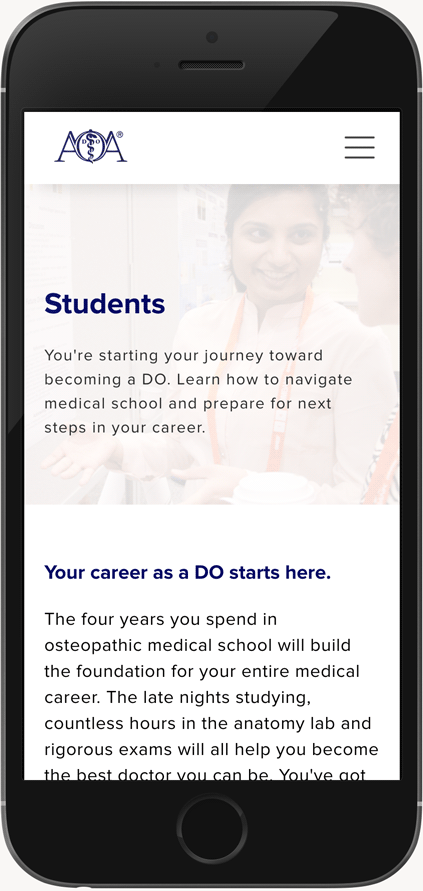 AOA®
D O
Students
You're starting your journey toward
becoming a DO. Learn how to navigate
medical school and prepare for next
steps in your career.
Your career as a DO starts here.
The four years you spend in
osteopathic medical school will build
the foundation for your entire medical
career. The late nights studying,
countless hours in the anatomy lab and
rigorous exams will all help you become
the best doctor you can be. You've got